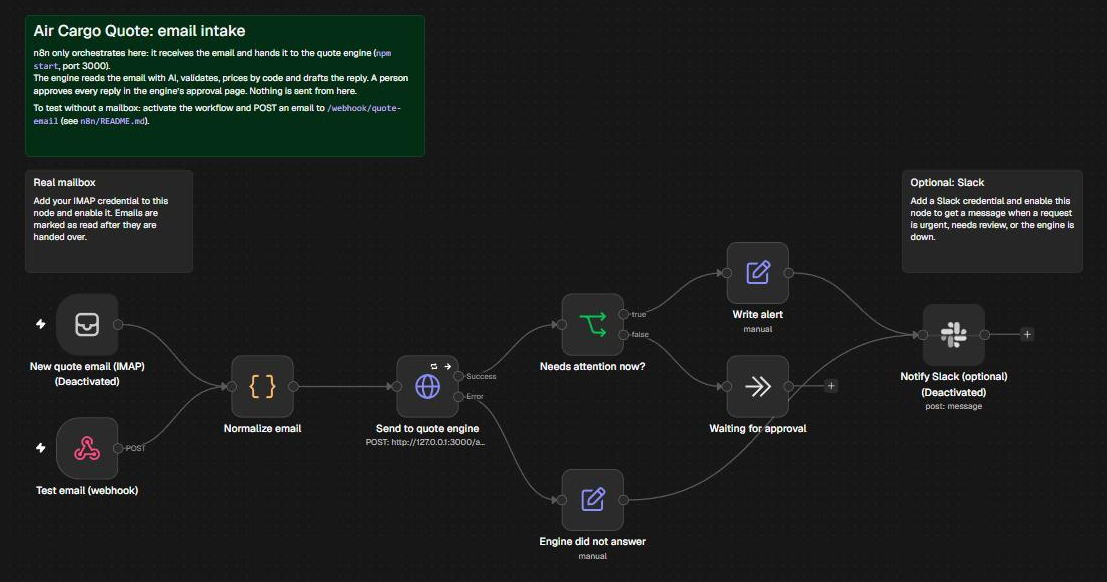 Air Cargo Quote: email intake
n8n only orchestrates here: it receives the email and hands it to the quote engine (npm
start, port 3000).
The engine reads the email with AI, validates, prices by code and drafts the reply. A person
approves every reply in the engine's approval page. Nothing is sent from here.
To test without a mailbox: activate the workflow and POST an email to /webhook/quote-
email (see n8n/README.md).
Real mailbox
Add your IMAP credential to this
node and enable it. Emails are
marked as read after they are
handed over.
Optional: Slack
Add a Slack credential and enable this
node to get a message when a request
is urgent, needs review, or the engine is
down.
New quote email (IMAP)
(Deactivated)
POST
Test email (webhook)
Normalize email
Success
Error
Send to quote engine
POST: http://127.0.0.1:3000/a...
true
false
Needs attention now?
Write alert
manual
Waiting for approval
Engine did not answer
manual
Notify Slack (optional)
(Deactivated)
post: message